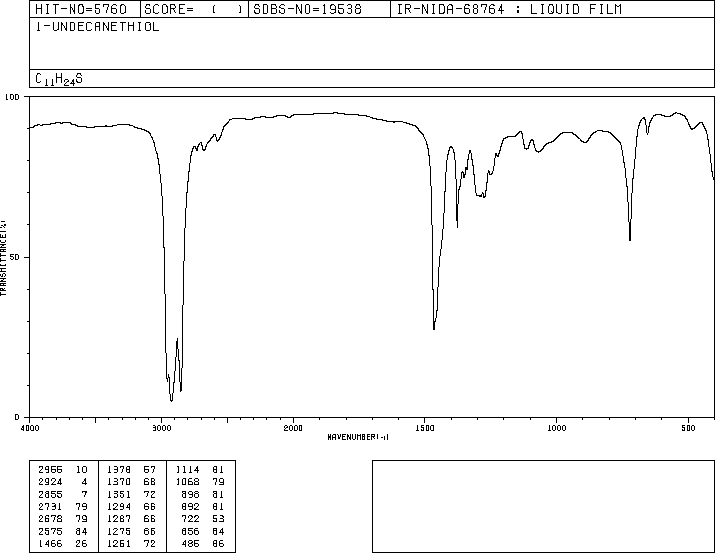 HIT-NO=5760 SCORE= ( ) SDBS-NO=19538 IR-NIDA-68764 : LIQUID FILM
1-UNDECANETHIOL
C11H24S
100
50
0
TRANSMITTANCE(%)
4000 3000 2000 1500 1000 500
WAVENUMBER(-1)
2956 10 1378 57 1114 81
2924 4 1370 68 1068 79
2855 7 1351 72 898 81
2731 79 1294 66 892 81
2678 79 1287 66 722 53
2575 84 1275 66 656 84
1466 26 1261 72 485 86